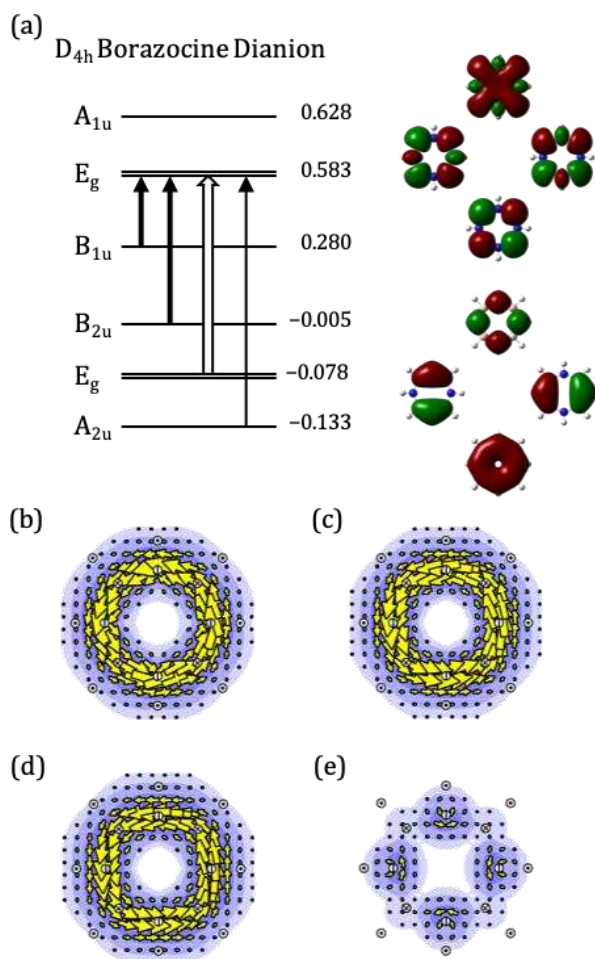 (a)
D4h Borazocine Dianion
A1u 0.628
Eg 0.583
B1u 0.280
B2u −0.005
Eg −0.078
A2u −0.133
(b) (c)
(d) (e)